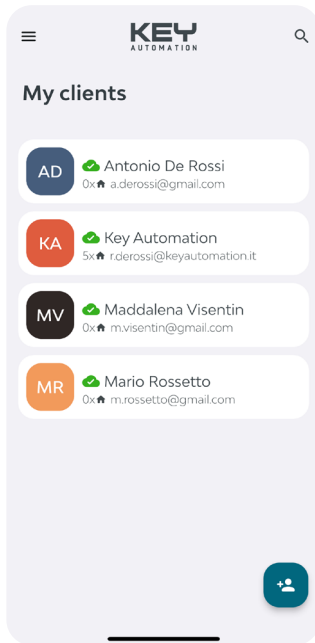 KEY
AUTOMATION
My clients
AD
Antonio De Rossi
0x a.derossi@gmail.com
KA
Key Automation
5x r.derossi@keyautomation.it
MV
Maddalena Visentin
0x m.visentin@gmail.com
MR
Mario Rossetto
0x m.rossetto@gmail.com